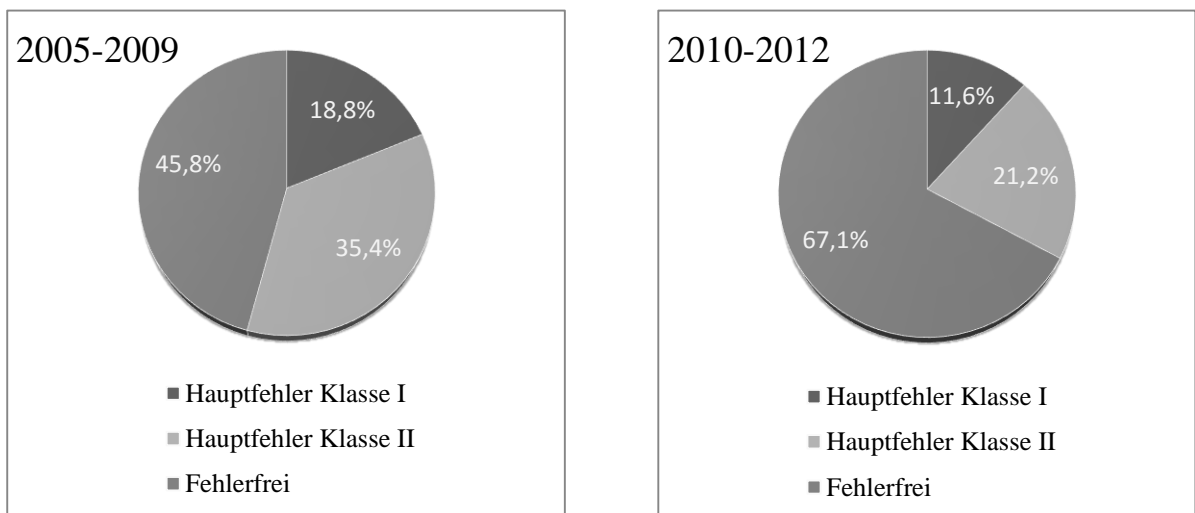 2005-2009
18,8%
45,8%
35,4%
Hauptfehler Klasse I
Hauptfehler Klasse II
Fehlerfrei
2010-2012
11,6%
21,2%
67,1%
Hauptfehler Klasse I
Hauptfehler Klasse II
Fehlerfrei